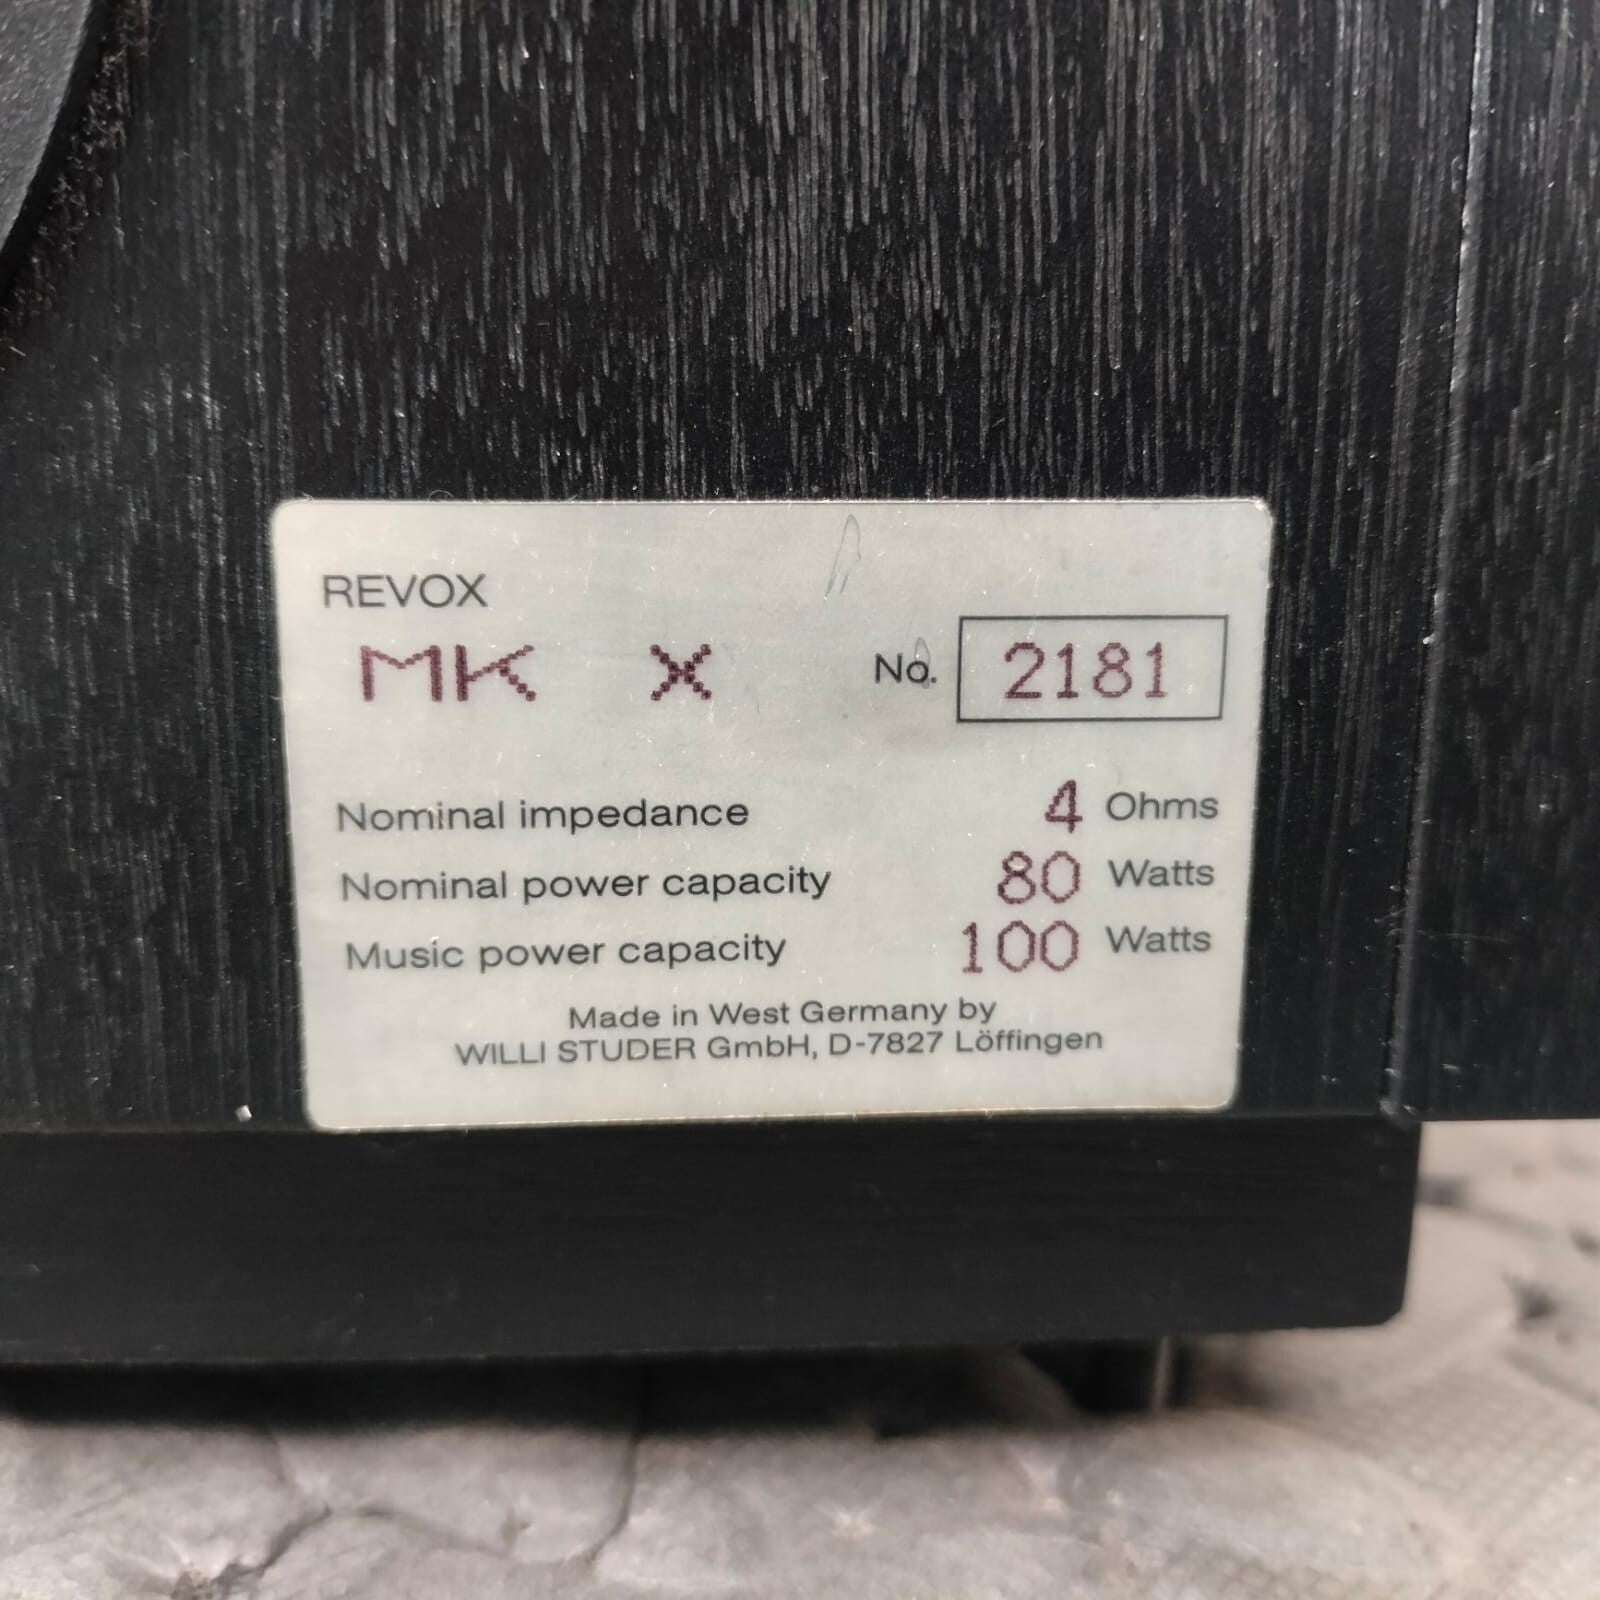 REVOX
MK X No. 2181
Nominal impedance 4 Ohms
Nominal power capacity 80 Watts
Music power capacity 100 Watts
Made in West Germany by
WILLI STUDER GmbH, D-7827 Löffingen